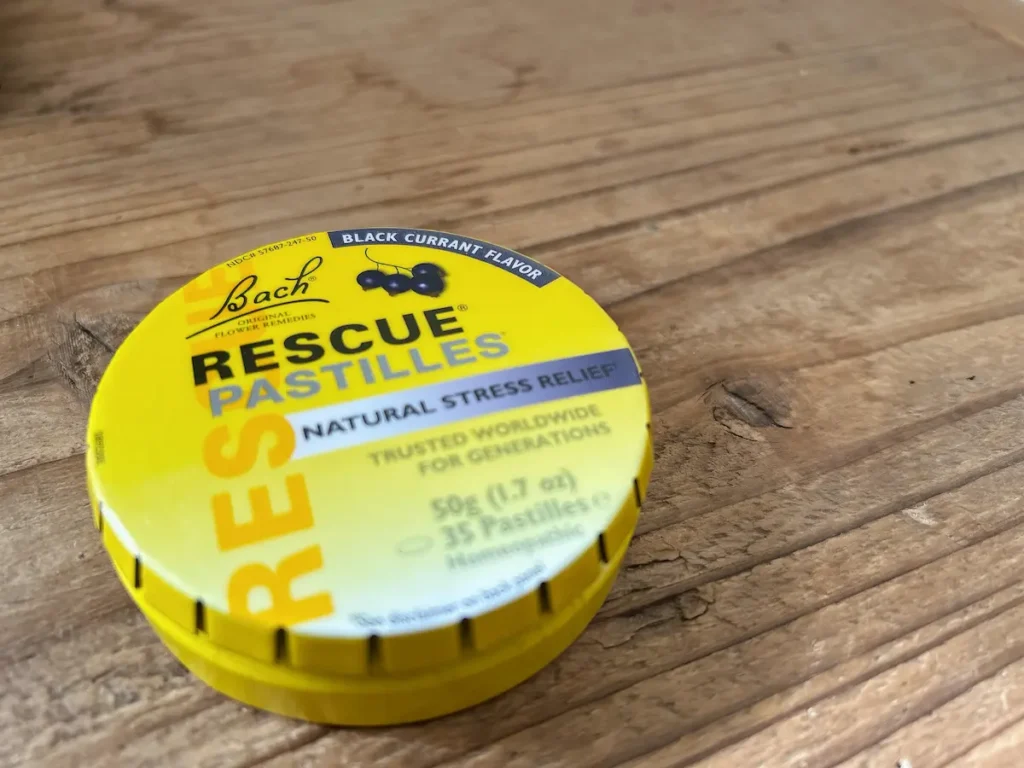 NDC# 57687-247-50
BLACK CURRANT FLAVOR
Bach®
ORIGINAL
FLOWER REMEDIES
RESCUE®
PASTILLES
NATURAL STRESS RELIEF
TRUSTED WORLDWIDE
FOR GENERATIONS
50g (1.7 oz)
35 Pastilles
Homeopathic
RESCUE